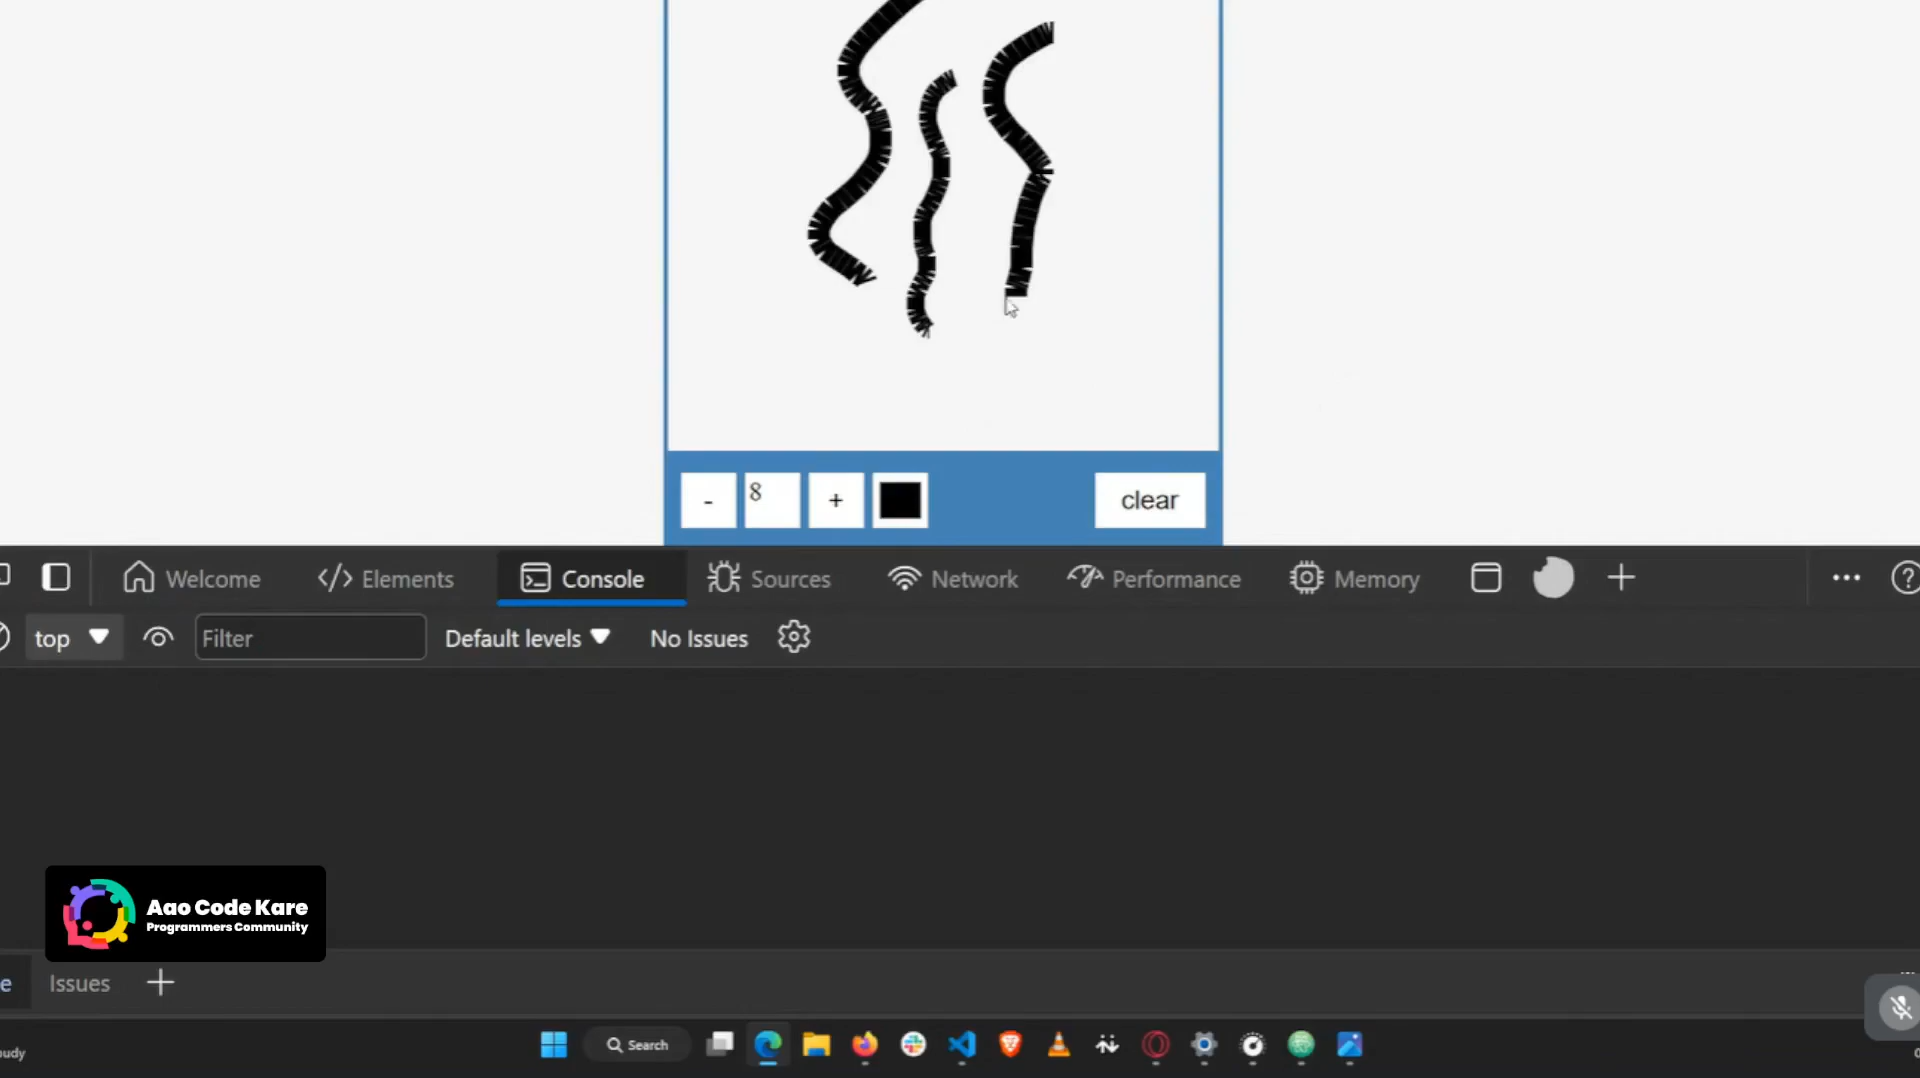 - 8 + clear
Welcome </> Elements Console Sources Network Performance Memory + ... ?
top Filter Default levels No Issues
Aao Code Kare
Programmers Community
e Issues +
Search
oudy